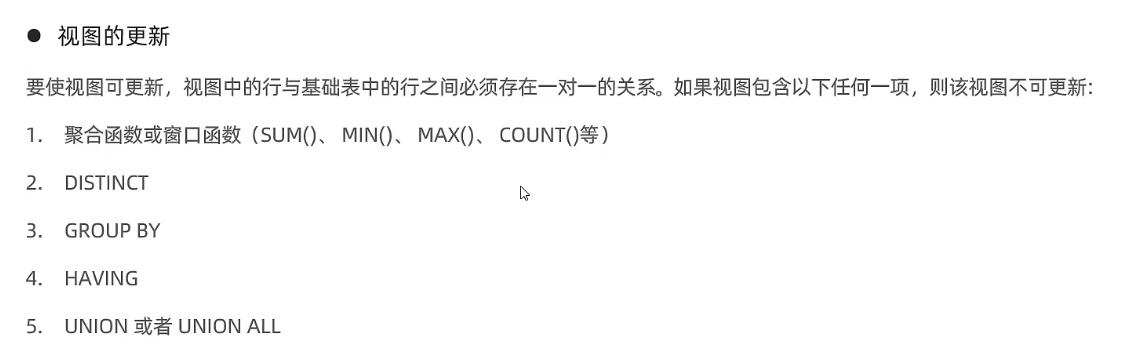 ● 视图的更新
要使视图可更新，视图中的行与基础表中的行之间必须存在一对一的关系。如果视图包含以下任何一项，则该视图不可更新：
1. 聚合函数或窗口函数（SUM()、 MIN()、 MAX()、 COUNT()等）
2. DISTINCT
3. GROUP BY
4. HAVING
5. UNION 或者 UNION ALL